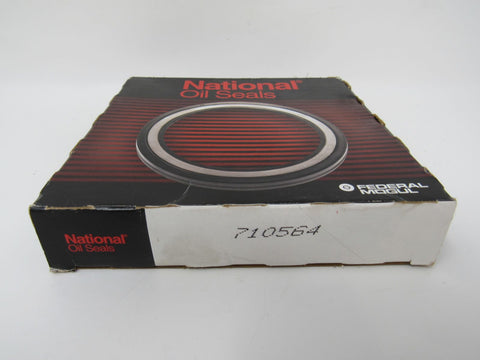 National®
Oil Seals
FEDERAL
MOGUL
National®
Oil Seals
710564